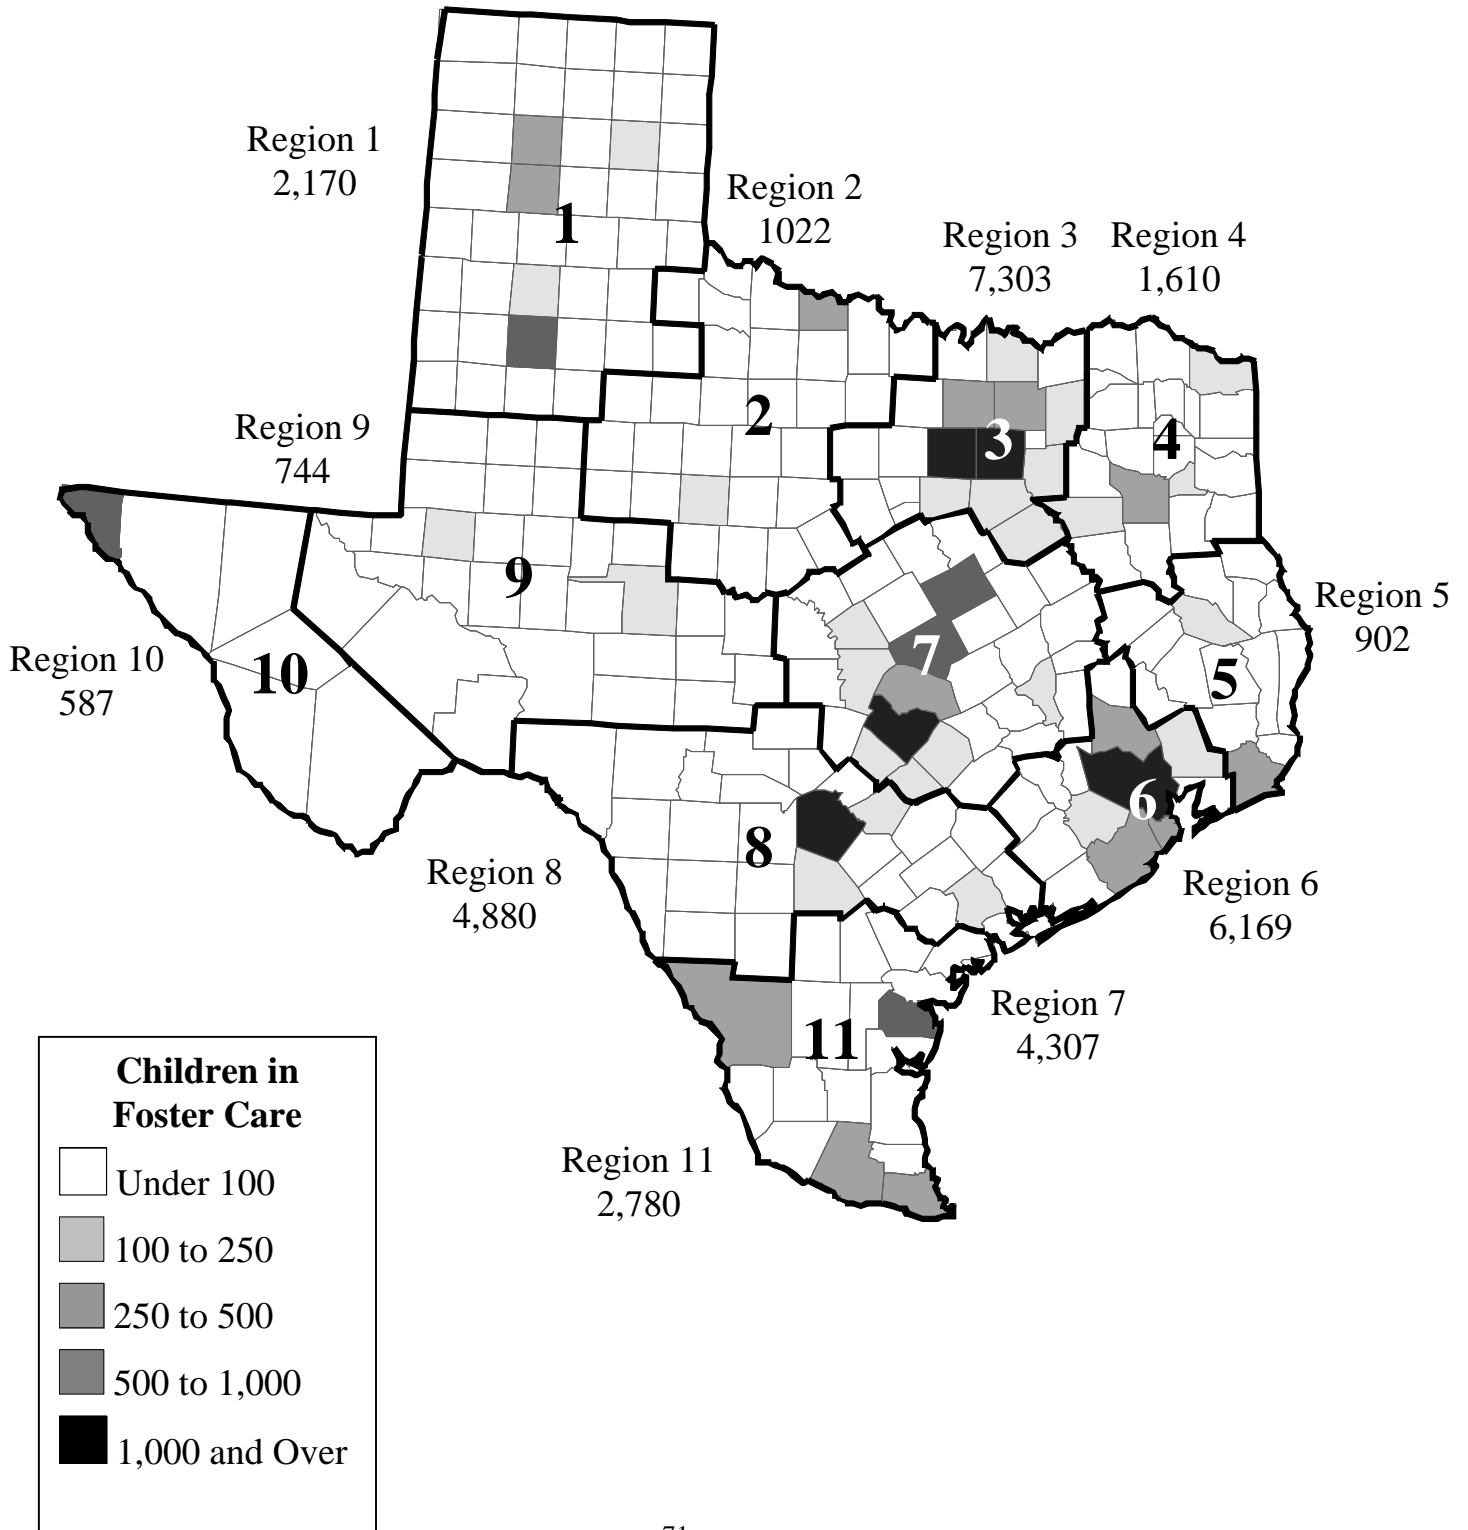 Region 1
2,170
Region 2
1022
Region 3
7,303
Region 4
1,610
1
Region 9
744
2
3
4
9
Region 5
902
Region 10
587
10
7
5
6
8
Region 8
4,880
Region 6
6,169
Region 7
4,307
11
Region 11
2,780
Children in
Foster Care
Under 100
100 to 250
250 to 500
500 to 1,000
1,000 and Over
71